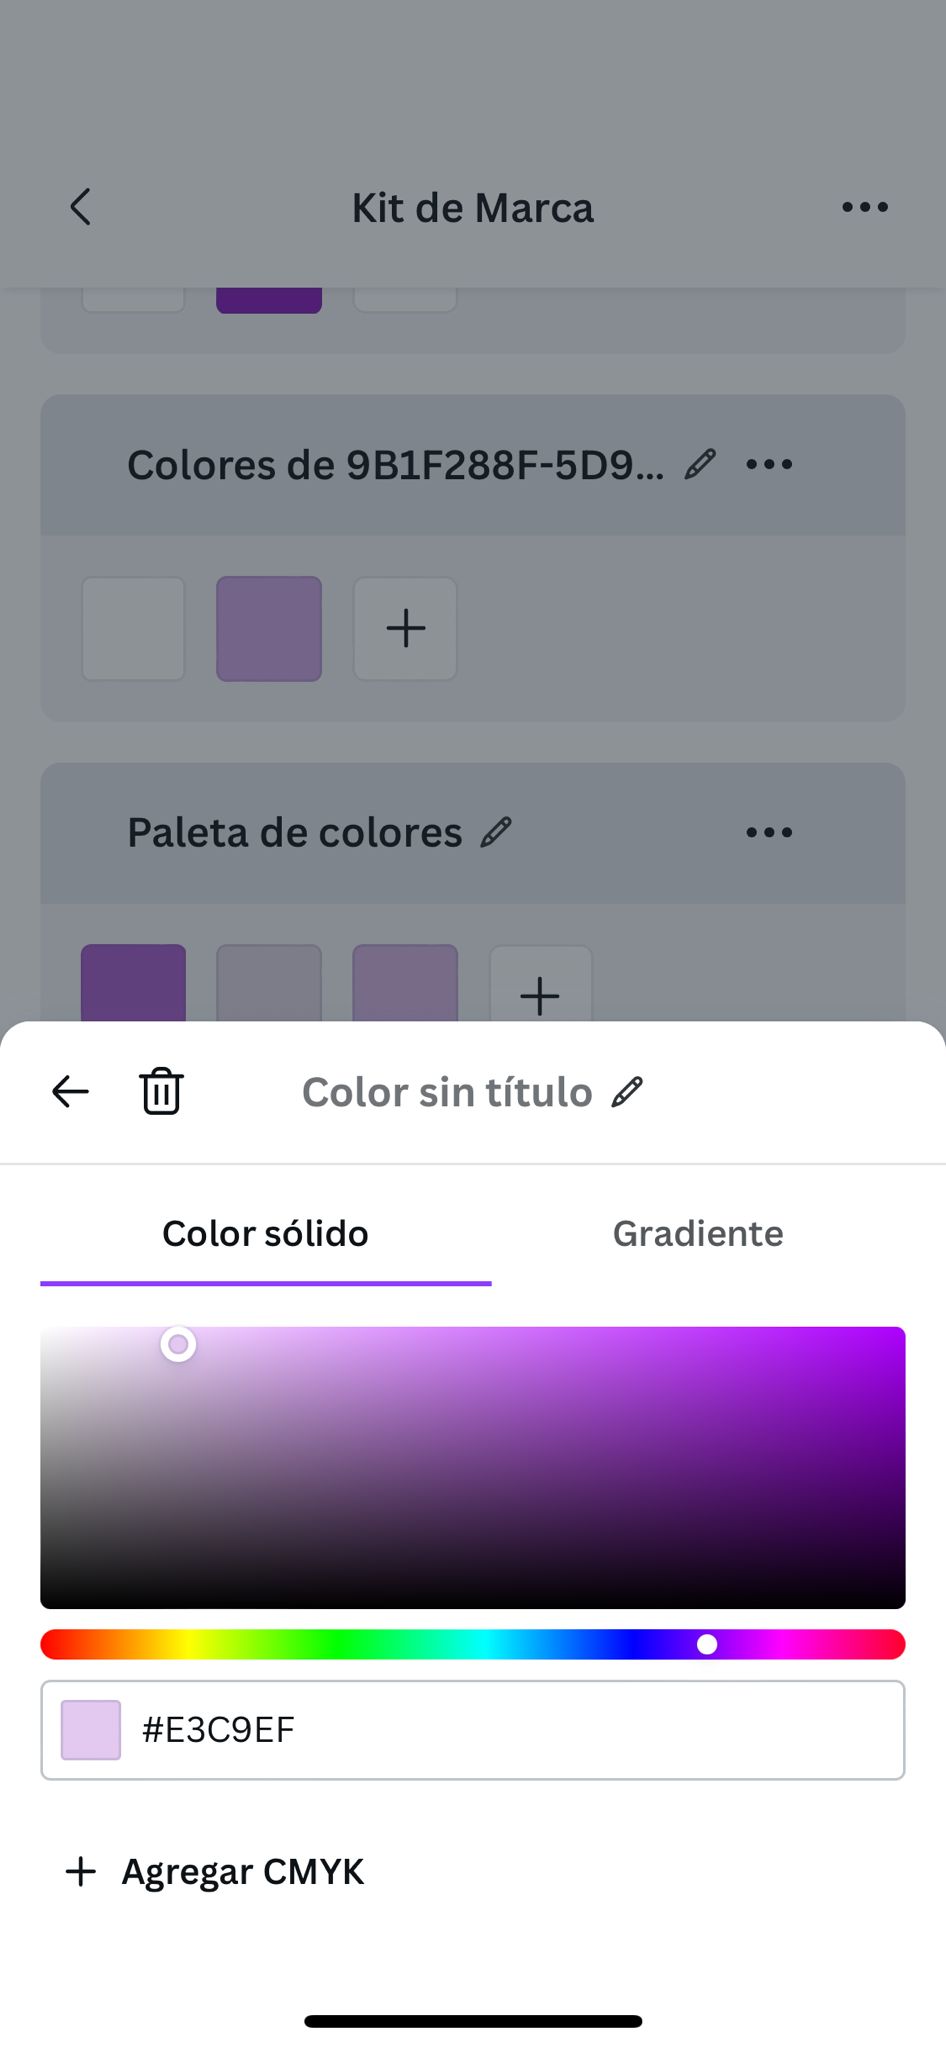 Kit de Marca
Colores de 9B1F288F-5D9...
Paleta de colores
Color sin título
Color sólido
Gradiente
#E3C9EF
Agregar CMYK